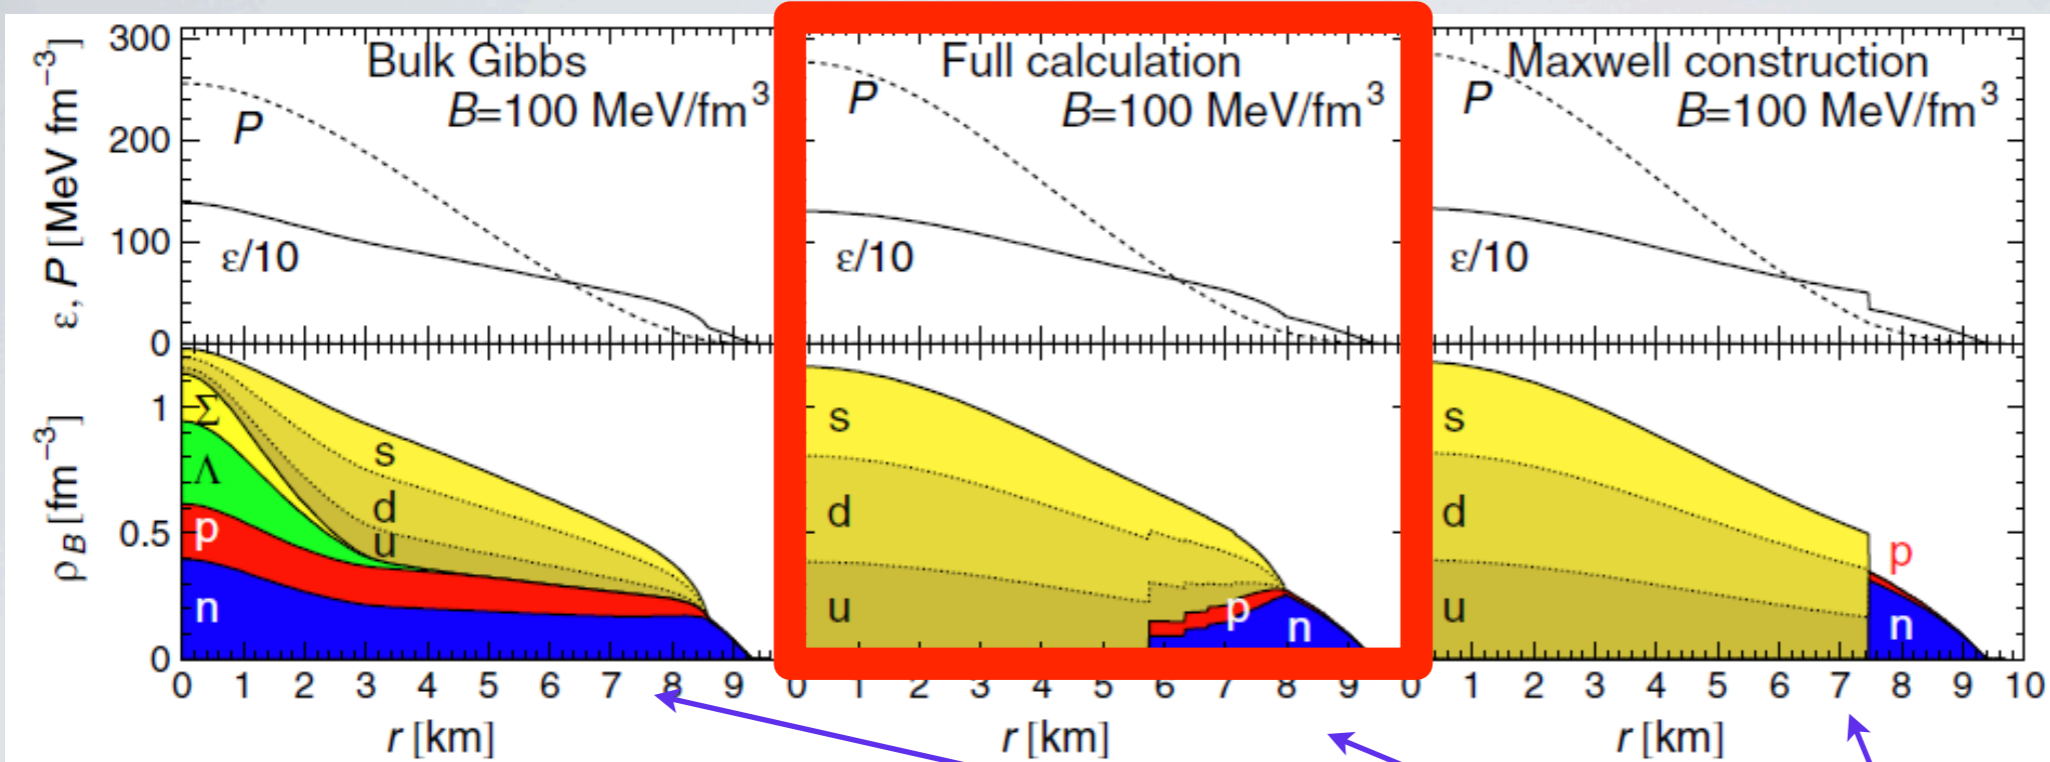 ε, P [MeV fm⁻³]
300
200
100
0
Bulk Gibbs
B=100 MeV/fm³
P
ε/10
Full calculation
B=100 MeV/fm³
P
ε/10
Maxwell construction
B=100 MeV/fm³
P
ε/10
ρB [fm⁻³]
1
0.5
0
Σ
Λ
p
n
s
d
u
s
d
u
p
n
s
d
u
p
n
0 1 2 3 4 5 6 7 8 9 0 1 2 3 4 5 6 7 8 9 0 1 2 3 4 5 6 7 8 9 10
r [km]
r [km]
r [km]